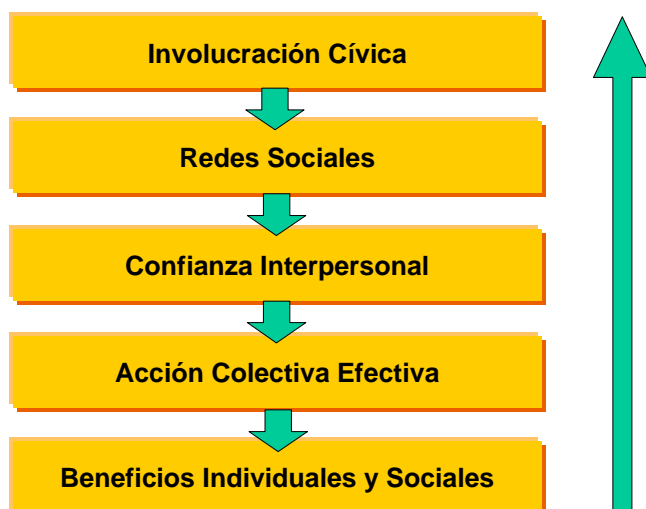 Involucración Cívica
Redes Sociales
Confianza Interpersonal
Acción Colectiva Efectiva
Beneficios Individuales y Sociales